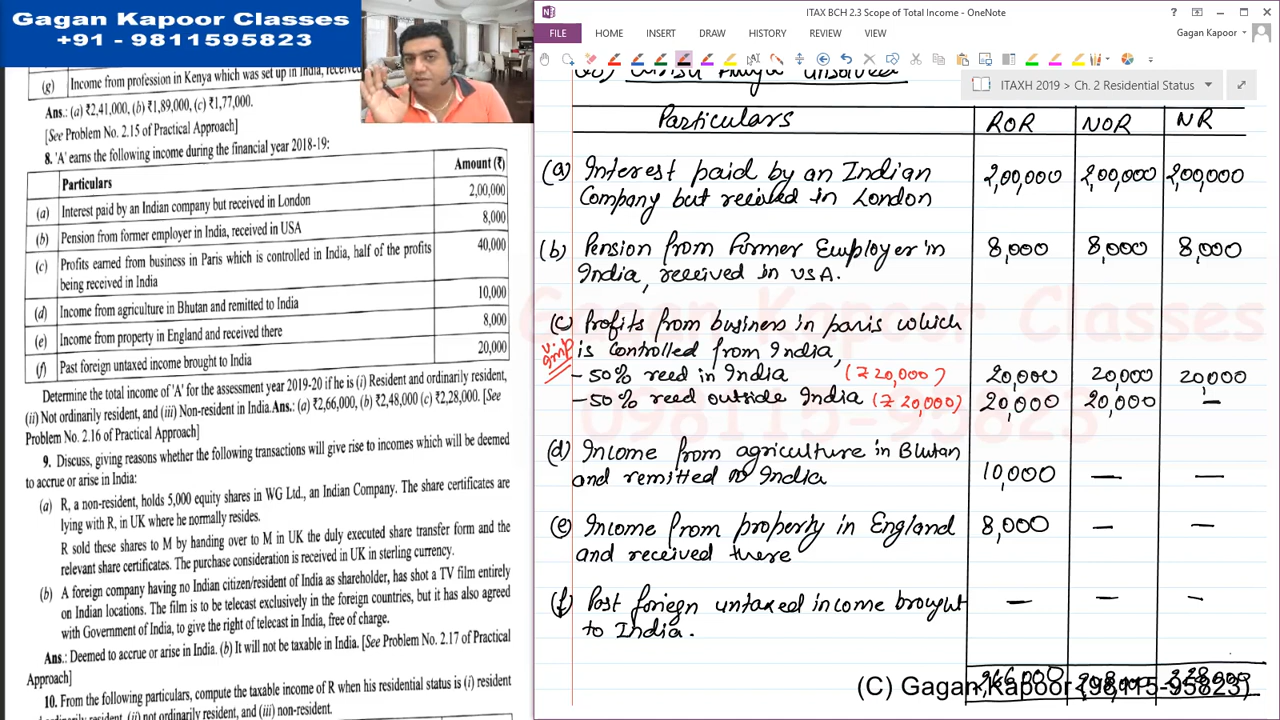 Gagan Kapoor Classes
+91 - 9811595823
(g) Income from profession in Kenya which was set up in India, received
Ans.: (a) ₹2,41,000, (b) ₹1,89,000, (c) ₹1,77,000.
[See Problem No. 2.15 of Practical Approach]
8. 'A' earns the following income during the financial year 2018-19:
Particulars Amount (₹)
(a) Interest paid by an Indian company but received in London 2,00,000
(b) Pension from former employer in India, received in USA 8,000
(c) Profits earned from business in Paris which is controlled in India, half of the profits 40,000
being received in India
(d) Income from agriculture in Bhutan and remitted to India 10,000
(e) Income from property in England and received there 8,000
(f) Past foreign untaxed income brought to India 20,000
Determine the total income of 'A' for the assessment year 2019-20 if he is (i) Resident and ordinarily resident,
(ii) Not ordinarily resident, and (iii) Non-resident in India. Ans.: (a) ₹2,66,000, (b) ₹2,48,000 (c) ₹2,28,000. [See
Problem No. 2.16 of Practical Approach]
9. Discuss, giving reasons whether the following transactions will give rise to incomes which will be deemed
to accrue or arise in India:
(a) R, a non-resident, holds 5,000 equity shares in WG Ltd., an Indian Company. The share certificates are
lying with R, in UK where he normally resides.
R sold these shares to M by handing over to M in UK the duly executed share transfer form and the
relevant share certificates. The purchase consideration is received in UK in sterling currency.
(b) A foreign company having no Indian citizen/resident of India as shareholder, has shot a TV film entirely
on Indian locations. The film is to be telecast exclusively in the foreign countries, but it has also agreed
with Government of India, to give the right of telecast in India, free of charge.
Ans.: Deemed to accrue or arise in India. (b) It will not be taxable in India. [See Problem No. 2.17 of Practical
Approach]
10. From the following particulars, compute the taxable income of R when his residential status is (i) resident
(ii) not ordinarily resident, and (iii) non-resident.
ITAX BCH 2.3 Scope of Total Income - OneNote
FILE HOME INSERT DRAW HISTORY REVIEW VIEW
Gagan Kapoor
ITAXH 2019 > Ch. 2 Residential Status
Particulars ROR NOR NR
(a) Interest paid by an Indian 2,00,000 2,00,000 2,00,000
Company but received in London
(b) Pension from Former Employer in 8,000 8,000 8,000
India, received in USA.
(c) Profits from business in paris which
v.imp is controlled from India,
- 50% recd in India (₹20,000) 20,000 20,000 20,000
- 50% recd outside India (₹20,000) 20,000 20,000 —
(d) Income from agriculture in Bhutan
and remitted to India 10,000 — —
(e) Income from property in England 8,000 — —
and received there
(f) Past foriegn untaxed income brought — — —
to India.
(C) Gagan Kapoor (98115-95823)
Gagan Kapoor Classes
098115-95823